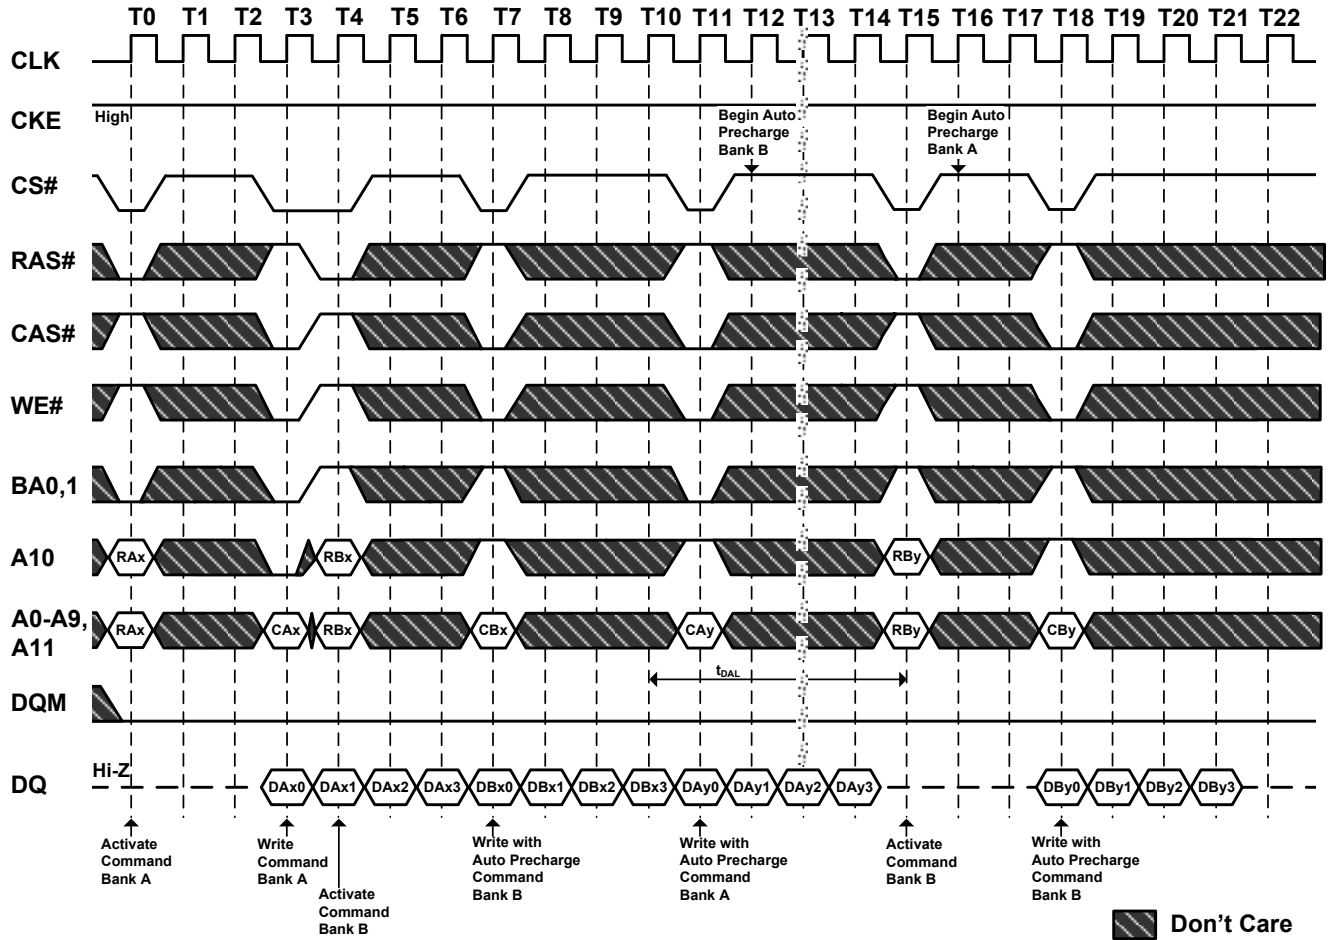 T0 T1 T2 T3 T4 T5 T6 T7 T8 T9 T10 T11 T12 T13 T14 T15 T16 T17 T18 T19 T20 T21 T22
CLK
CKE
High
Begin Auto
Precharge
Bank B
Begin Auto
Precharge
Bank A
CS#
RAS#
CAS#
WE#
BA0,1
A10
RAx RBx RBy
A0-A9,
A11
RAx CAx RBx CBx CAy RBy CBy
tDAL
DQM
Hi-Z
DQ
DAx0 DAx1 DAx2 DAx3 DBx0 DBx1 DBx2 DBx3 DAy0 DAy1 DAy2 DAy3 DBy0 DBy1 DBy2 DBy3
Activate
Command
Bank A
Write
Command
Bank A
Activate
Command
Bank B
Write with
Auto Precharge
Command
Bank B
Write with
Auto Precharge
Command
Bank A
Activate
Command
Bank B
Write with
Auto Precharge
Command
Bank B
Don't Care